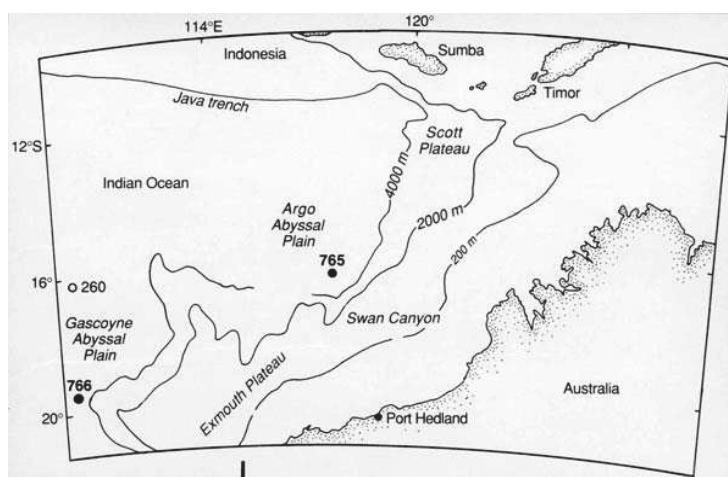 114°E
120°
Indonesia
Sumba
Java trench
Timor
12°S
Scott
Plateau
4000 m
Indian Ocean
Argo
Abyssal
Plain
2000 m
765
200 m
16°
260
Gascoyne
Abyssal
Plain
Swan Canyon
766
Exmouth Plateau
Australia
20°
Port Hedland